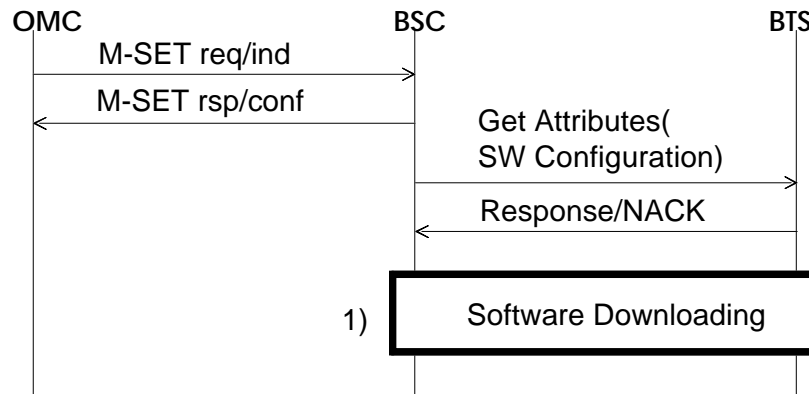 OMC BSC BTS
M-SET req/ind
M-SET rsp/conf
Get Attributes(
SW Configuration)
Response/NACK
1) Software Downloading